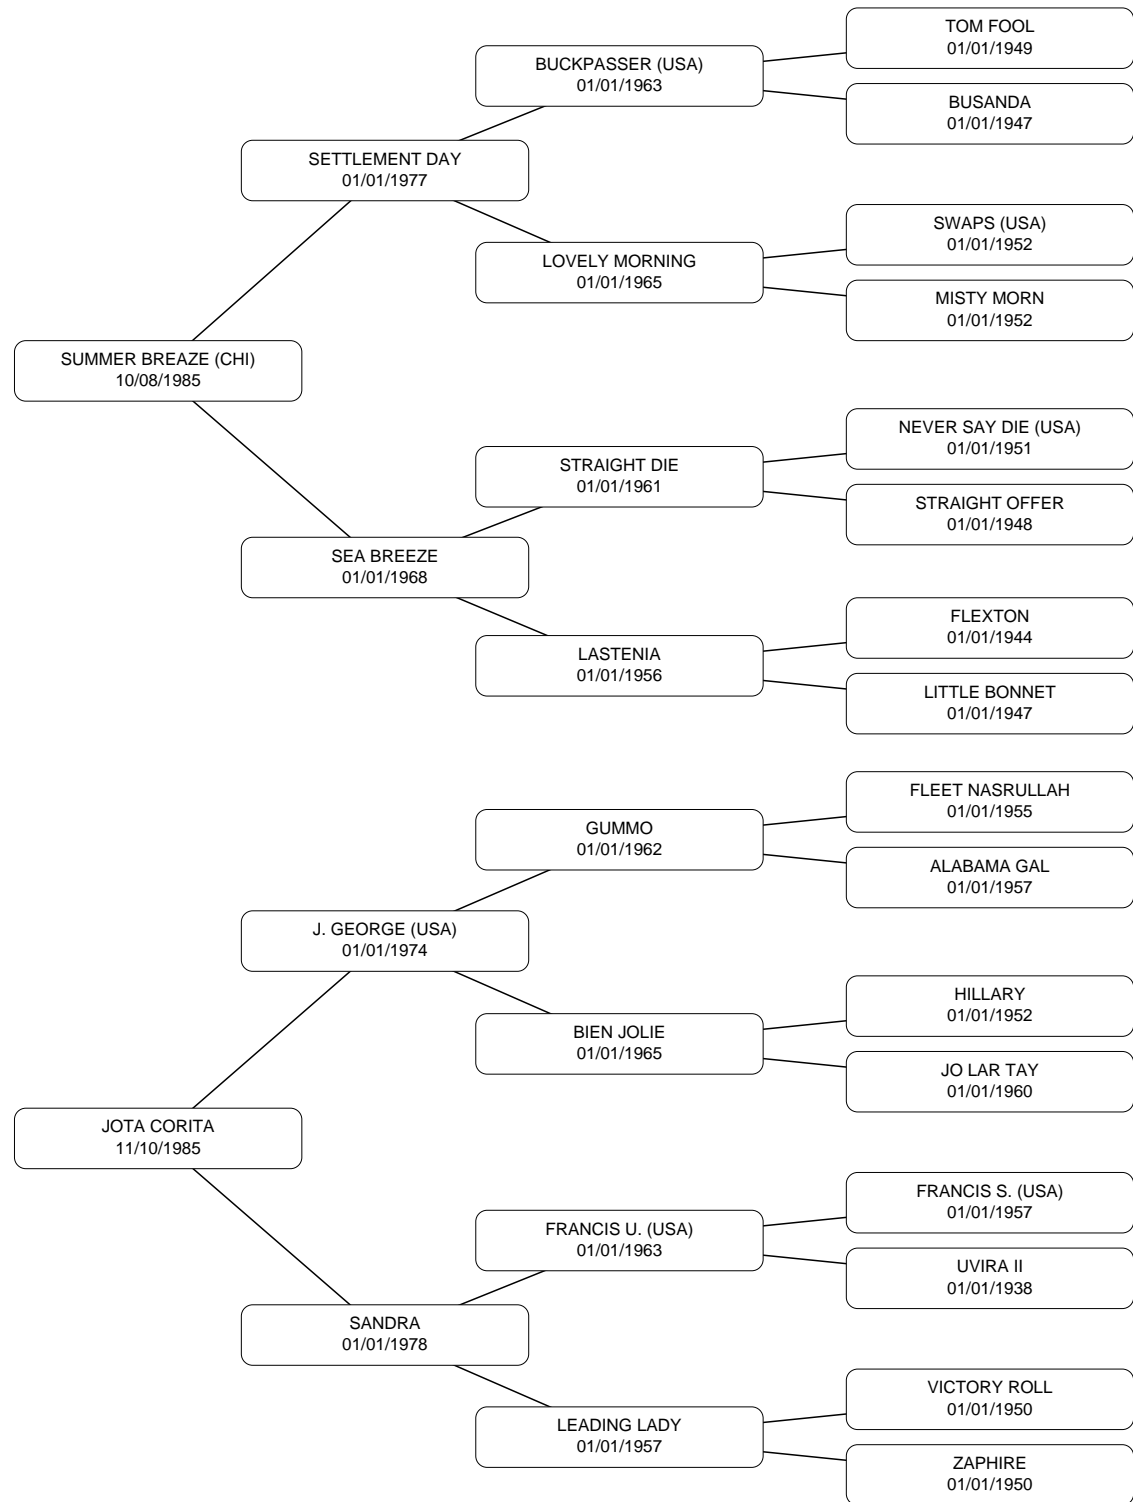 TOM FOOL
01/01/1949
BUCKPASSER (USA)
01/01/1963
BUSANDA
01/01/1947
SETTLEMENT DAY
01/01/1977
SWAPS (USA)
01/01/1952
LOVELY MORNING
01/01/1965
MISTY MORN
01/01/1952
SUMMER BREAZE (CHI)
10/08/1985
NEVER SAY DIE (USA)
01/01/1951
STRAIGHT DIE
01/01/1961
STRAIGHT OFFER
01/01/1948
SEA BREEZE
01/01/1968
FLEXTON
01/01/1944
LASTENIA
01/01/1956
LITTLE BONNET
01/01/1947
FLEET NASRULLAH
01/01/1955
GUMMO
01/01/1962
ALABAMA GAL
01/01/1957
J. GEORGE (USA)
01/01/1974
HILLARY
01/01/1952
BIEN JOLIE
01/01/1965
JO LAR TAY
01/01/1960
JOTA CORITA
11/10/1985
FRANCIS S. (USA)
01/01/1957
FRANCIS U. (USA)
01/01/1963
UVIRA II
01/01/1938
SANDRA
01/01/1978
VICTORY ROLL
01/01/1950
LEADING LADY
01/01/1957
ZAPHIRE
01/01/1950